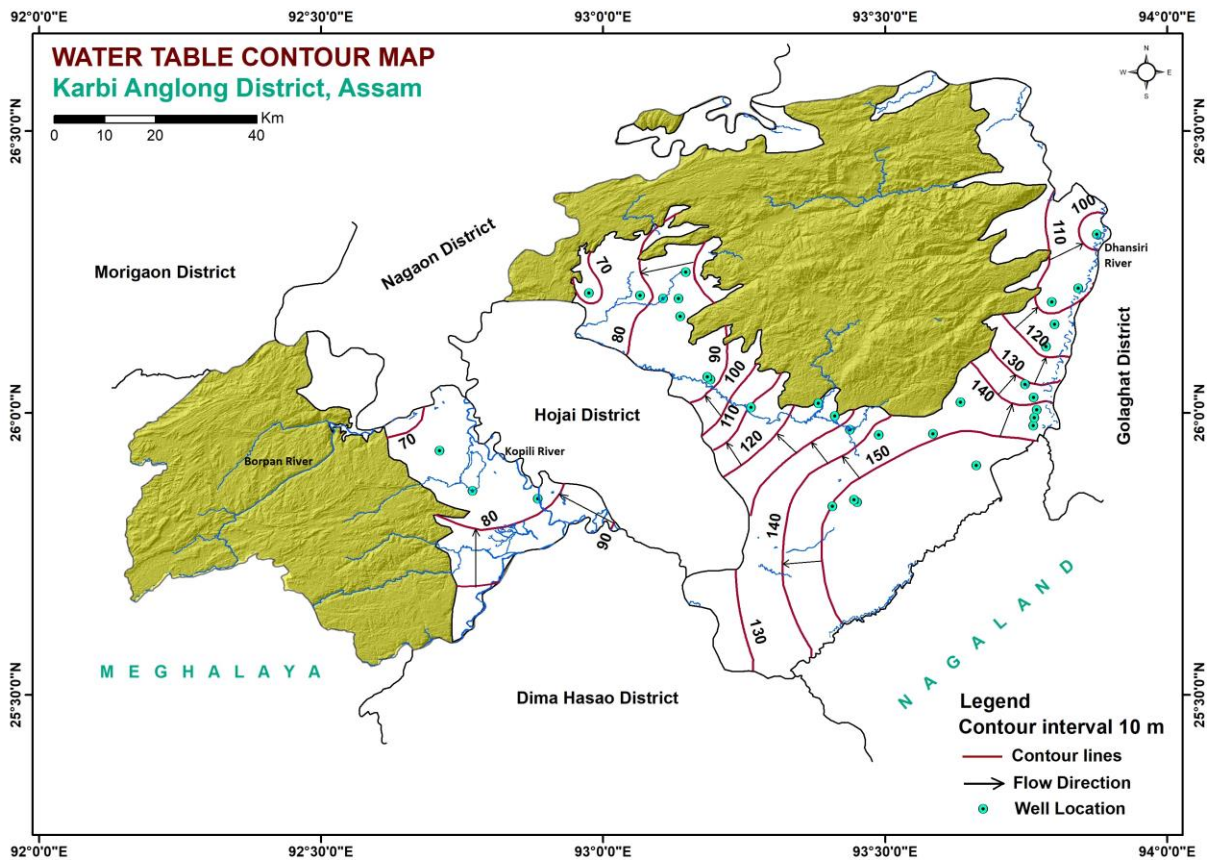 92°0'0"E 92°30'0"E 93°0'0"E 93°30'0"E 94°0'0"E
WATER TABLE CONTOUR MAP
Karbi Anglong District, Assam
0 10 20 40 Km
N
W E
S
26°30'0"N 26°30'0"N
100
110
Dhansiri
River
Nagaon District
Morigaon District
70
80
90
100
110
120
120
130
140
Golaghat District
26°0'0"N 26°0'0"N
Hojai District
70
Borpan River
Kopili River
150
80
90
140
130
MEGHALAYA
NAGALAND
25°30'0"N 25°30'0"N
Dima Hasao District
Legend
Contour interval 10 m
Contour lines
Flow Direction
Well Location
92°0'0"E 92°30'0"E 93°0'0"E 93°30'0"E 94°0'0"E